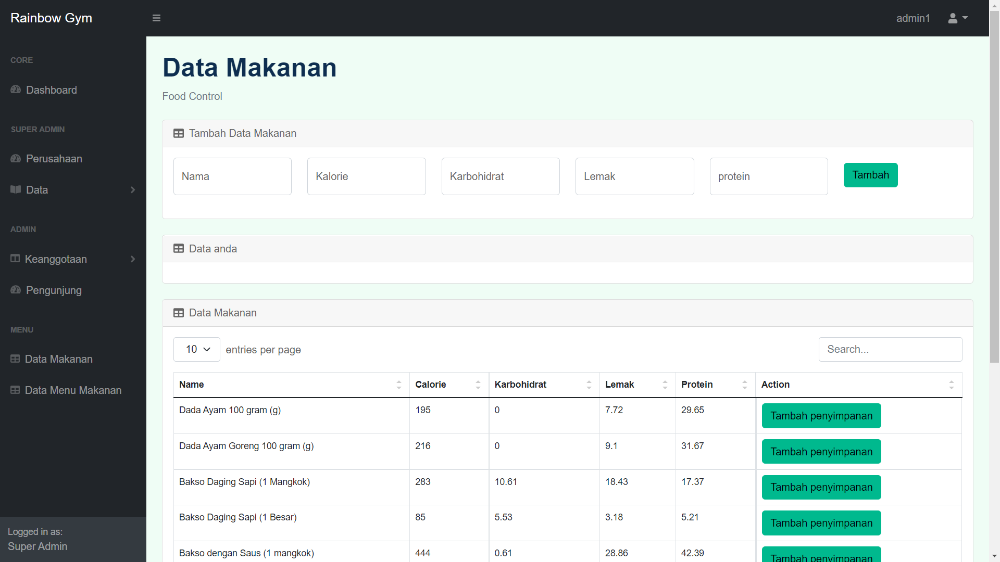 Rainbow Gym
admin1
CORE
Dashboard
SUPER ADMIN
Perusahaan
Data
ADMIN
Keanggotaan
Pengunjung
MENU
Data Makanan
Data Menu Makanan
Logged in as:
Super Admin
Data Makanan
Food Control
Tambah Data Makanan
Nama Kalorie Karbohidrat Lemak protein Tambah
Data anda
Data Makanan
10 entries per page Search...
Name Calorie Karbohidrat Lemak Protein Action
Dada Ayam 100 gram (g) 195 0 7.72 29.65 Tambah penyimpanan
Dada Ayam Goreng 100 gram (g) 216 0 9.1 31.67 Tambah penyimpanan
Bakso Daging Sapi (1 Mangkok) 283 10.61 18.43 17.37 Tambah penyimpanan
Bakso Daging Sapi (1 Besar) 85 5.53 3.18 5.21 Tambah penyimpanan
Bakso dengan Saus (1 mangkok) 444 0.61 28.86 42.39 Tambah penyimpanan